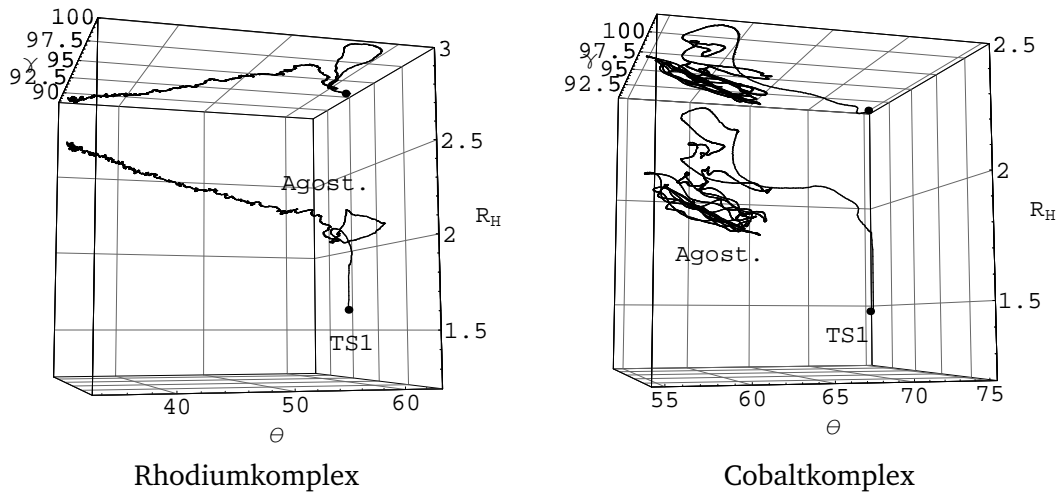 100
97.5
γ 95
92.5
90
3
2.5
R_H
2
1.5
Agost.
TS1
40
50
60
θ
Rhodiumkomplex
100
97.5
γ 95
92.5
2.5
2
R_H
1.5
Agost.
TS1
55
60
65
70
75
θ
Cobaltkomplex